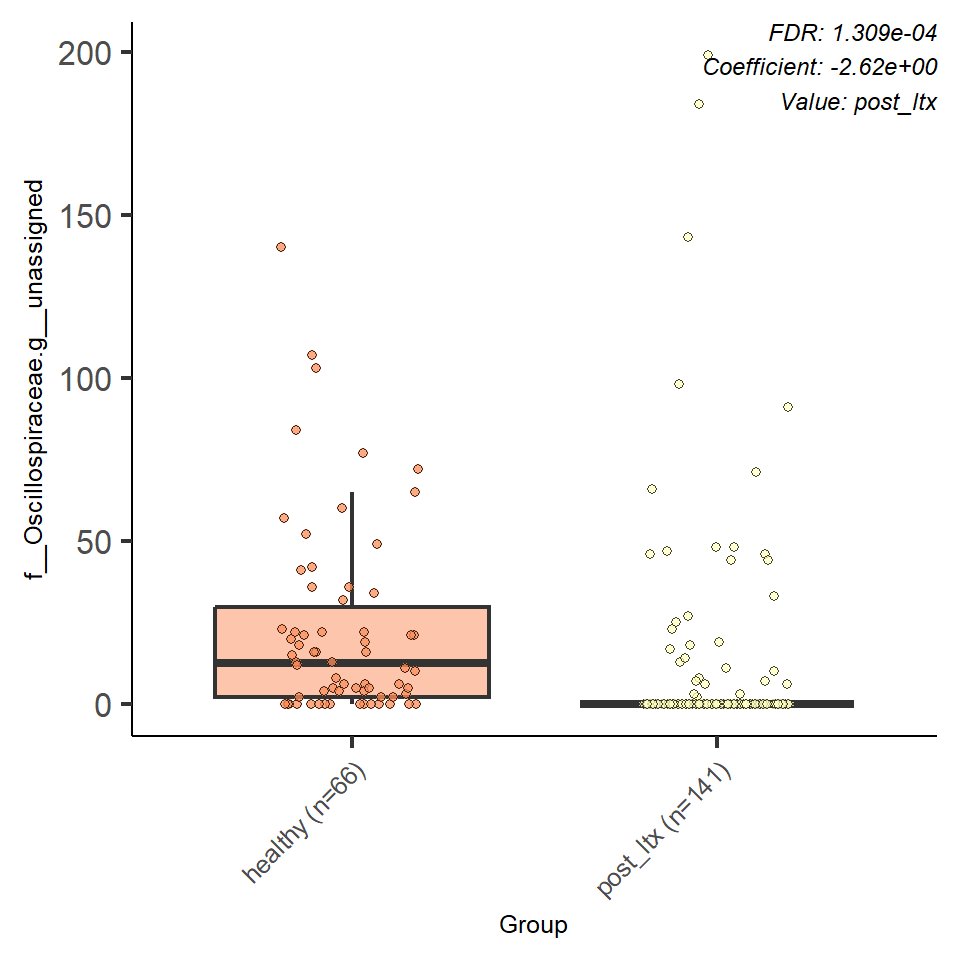 FDR: 1.309e-04
Coefficient: -2.62e+00
Value: post_ltx
200
150
100
50
0
f__Oscillospiraceae.g__unassigned
healthy (n=66)
post_ltx (n=141)
Group